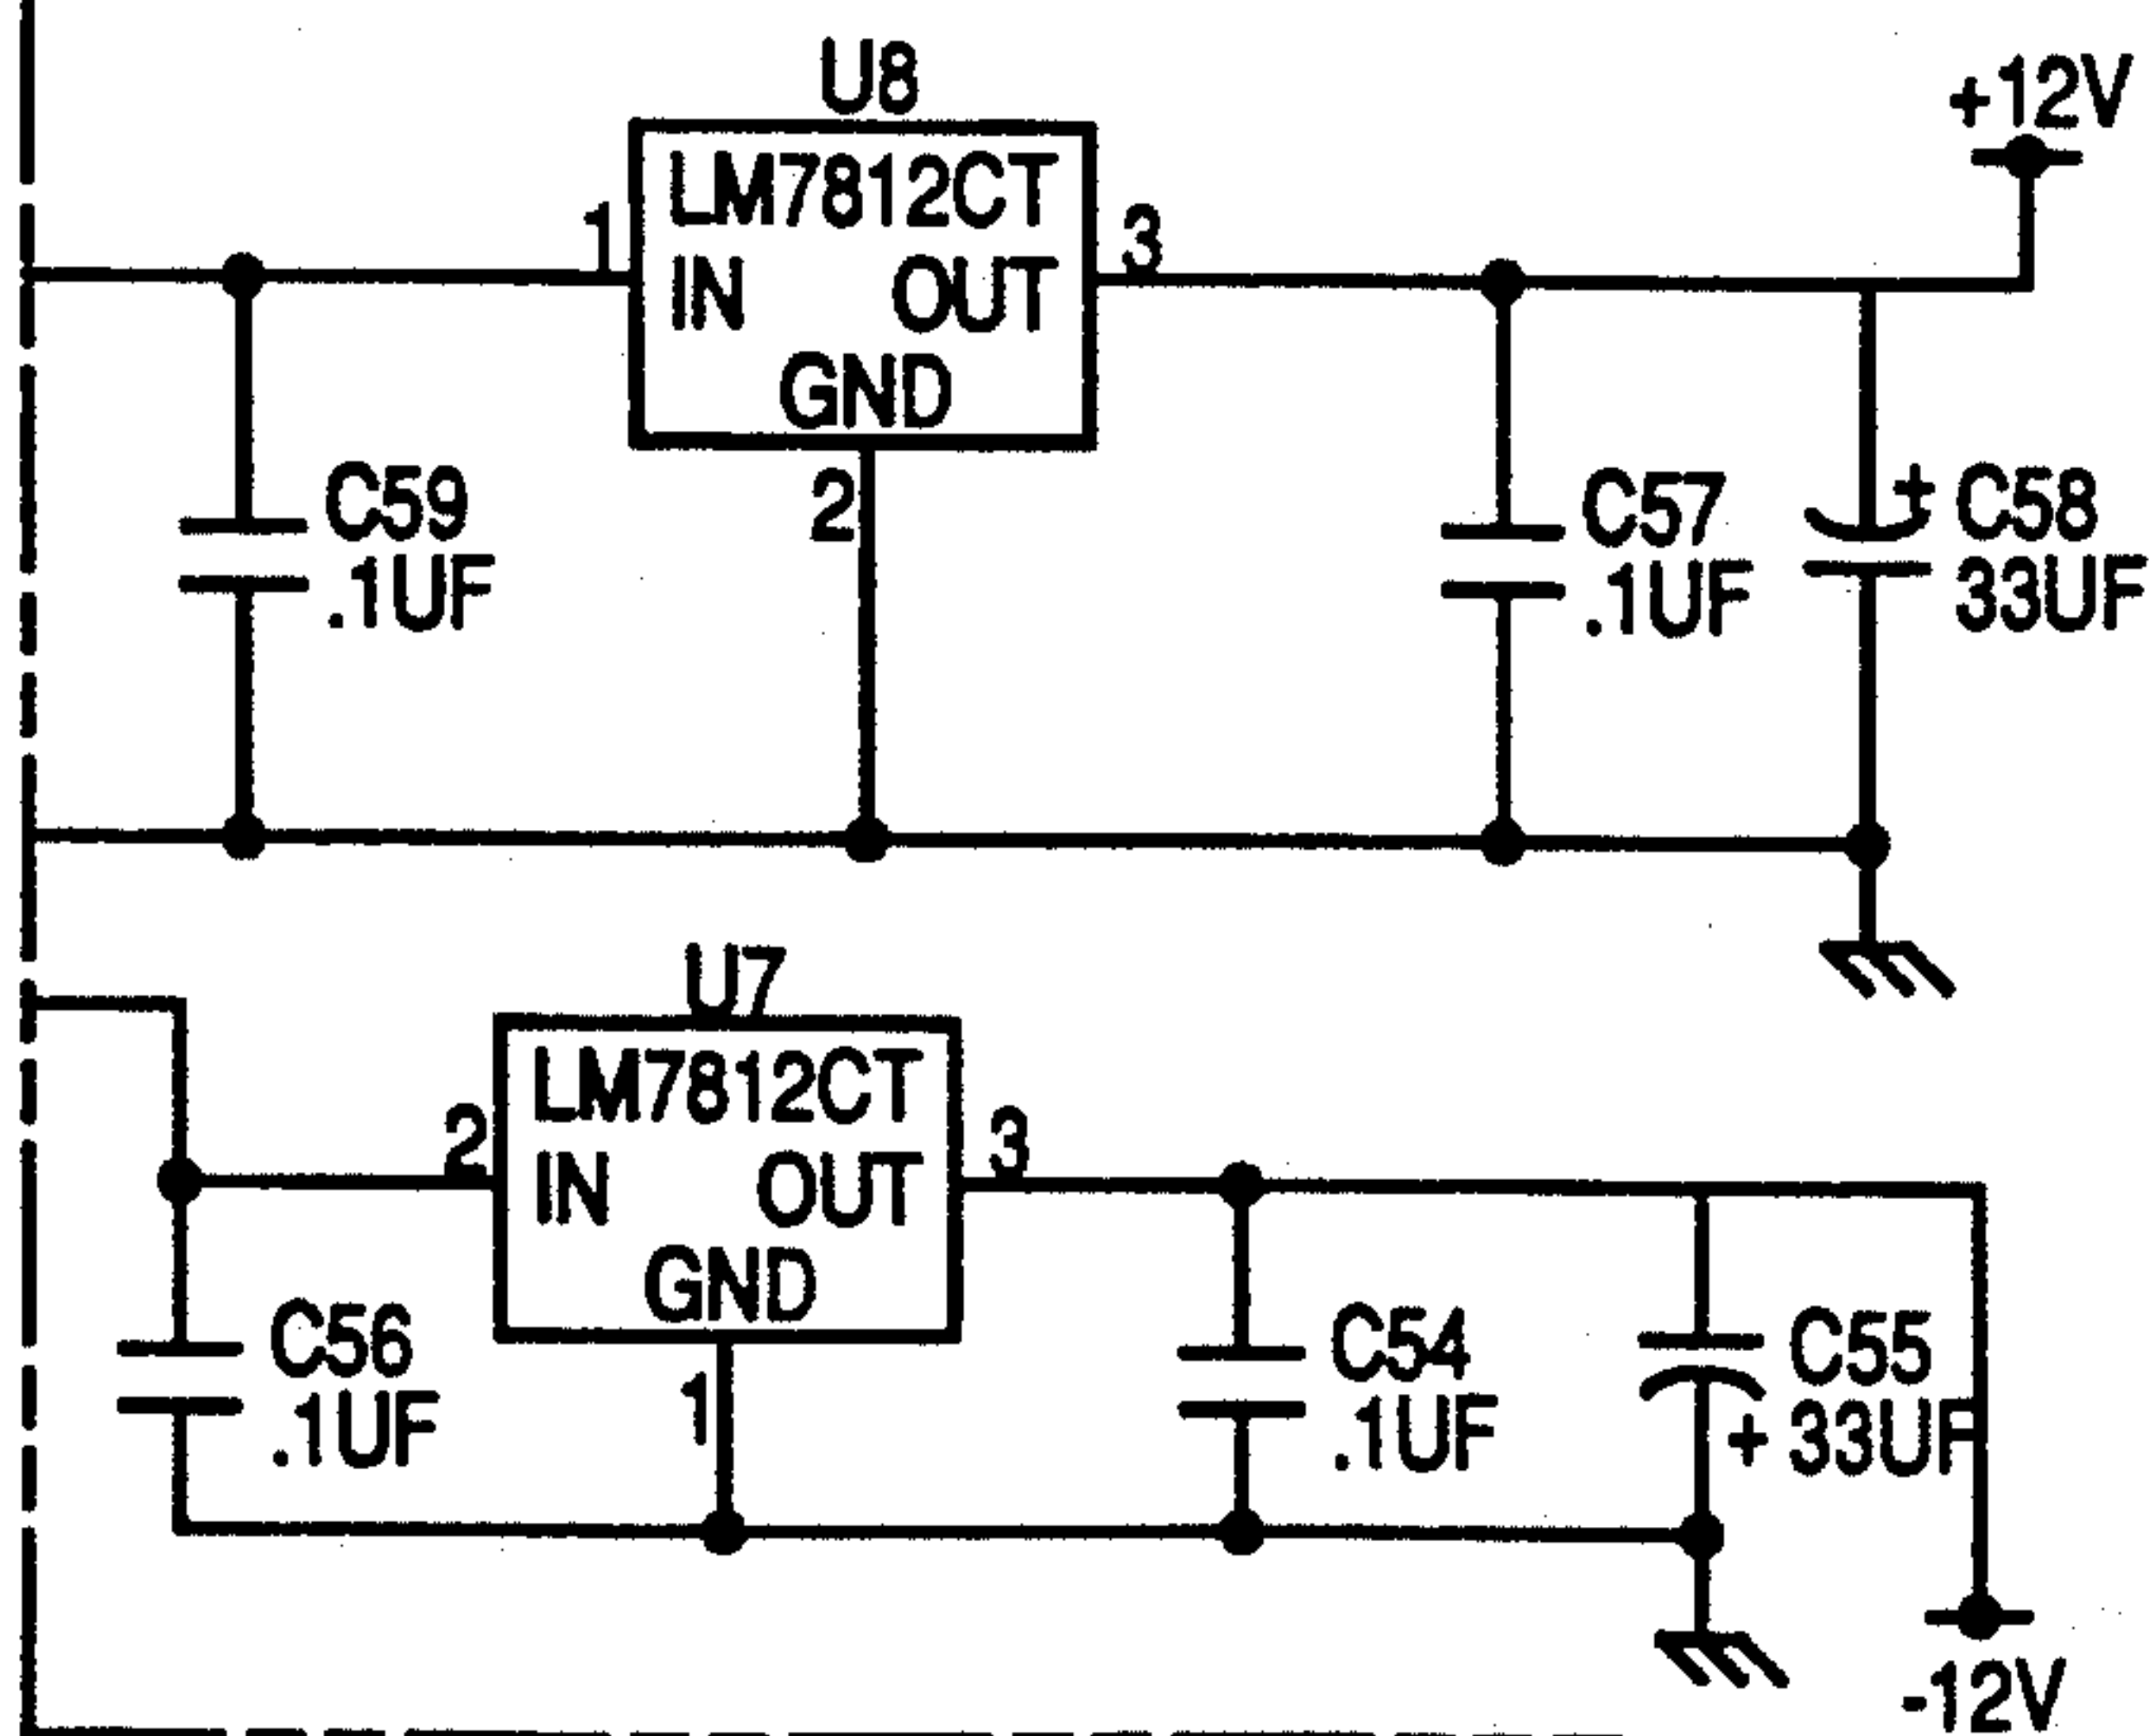 U8
+12V
LM7812CT
1
3
IN OUT
GND
2
C59
.1UF
C57
.1UF
+ C58
33UF
U7
LM7812CT
2
3
IN OUT
GND
1
C56
.1UF
C54
.1UF
C55
+ 33UF
-12V